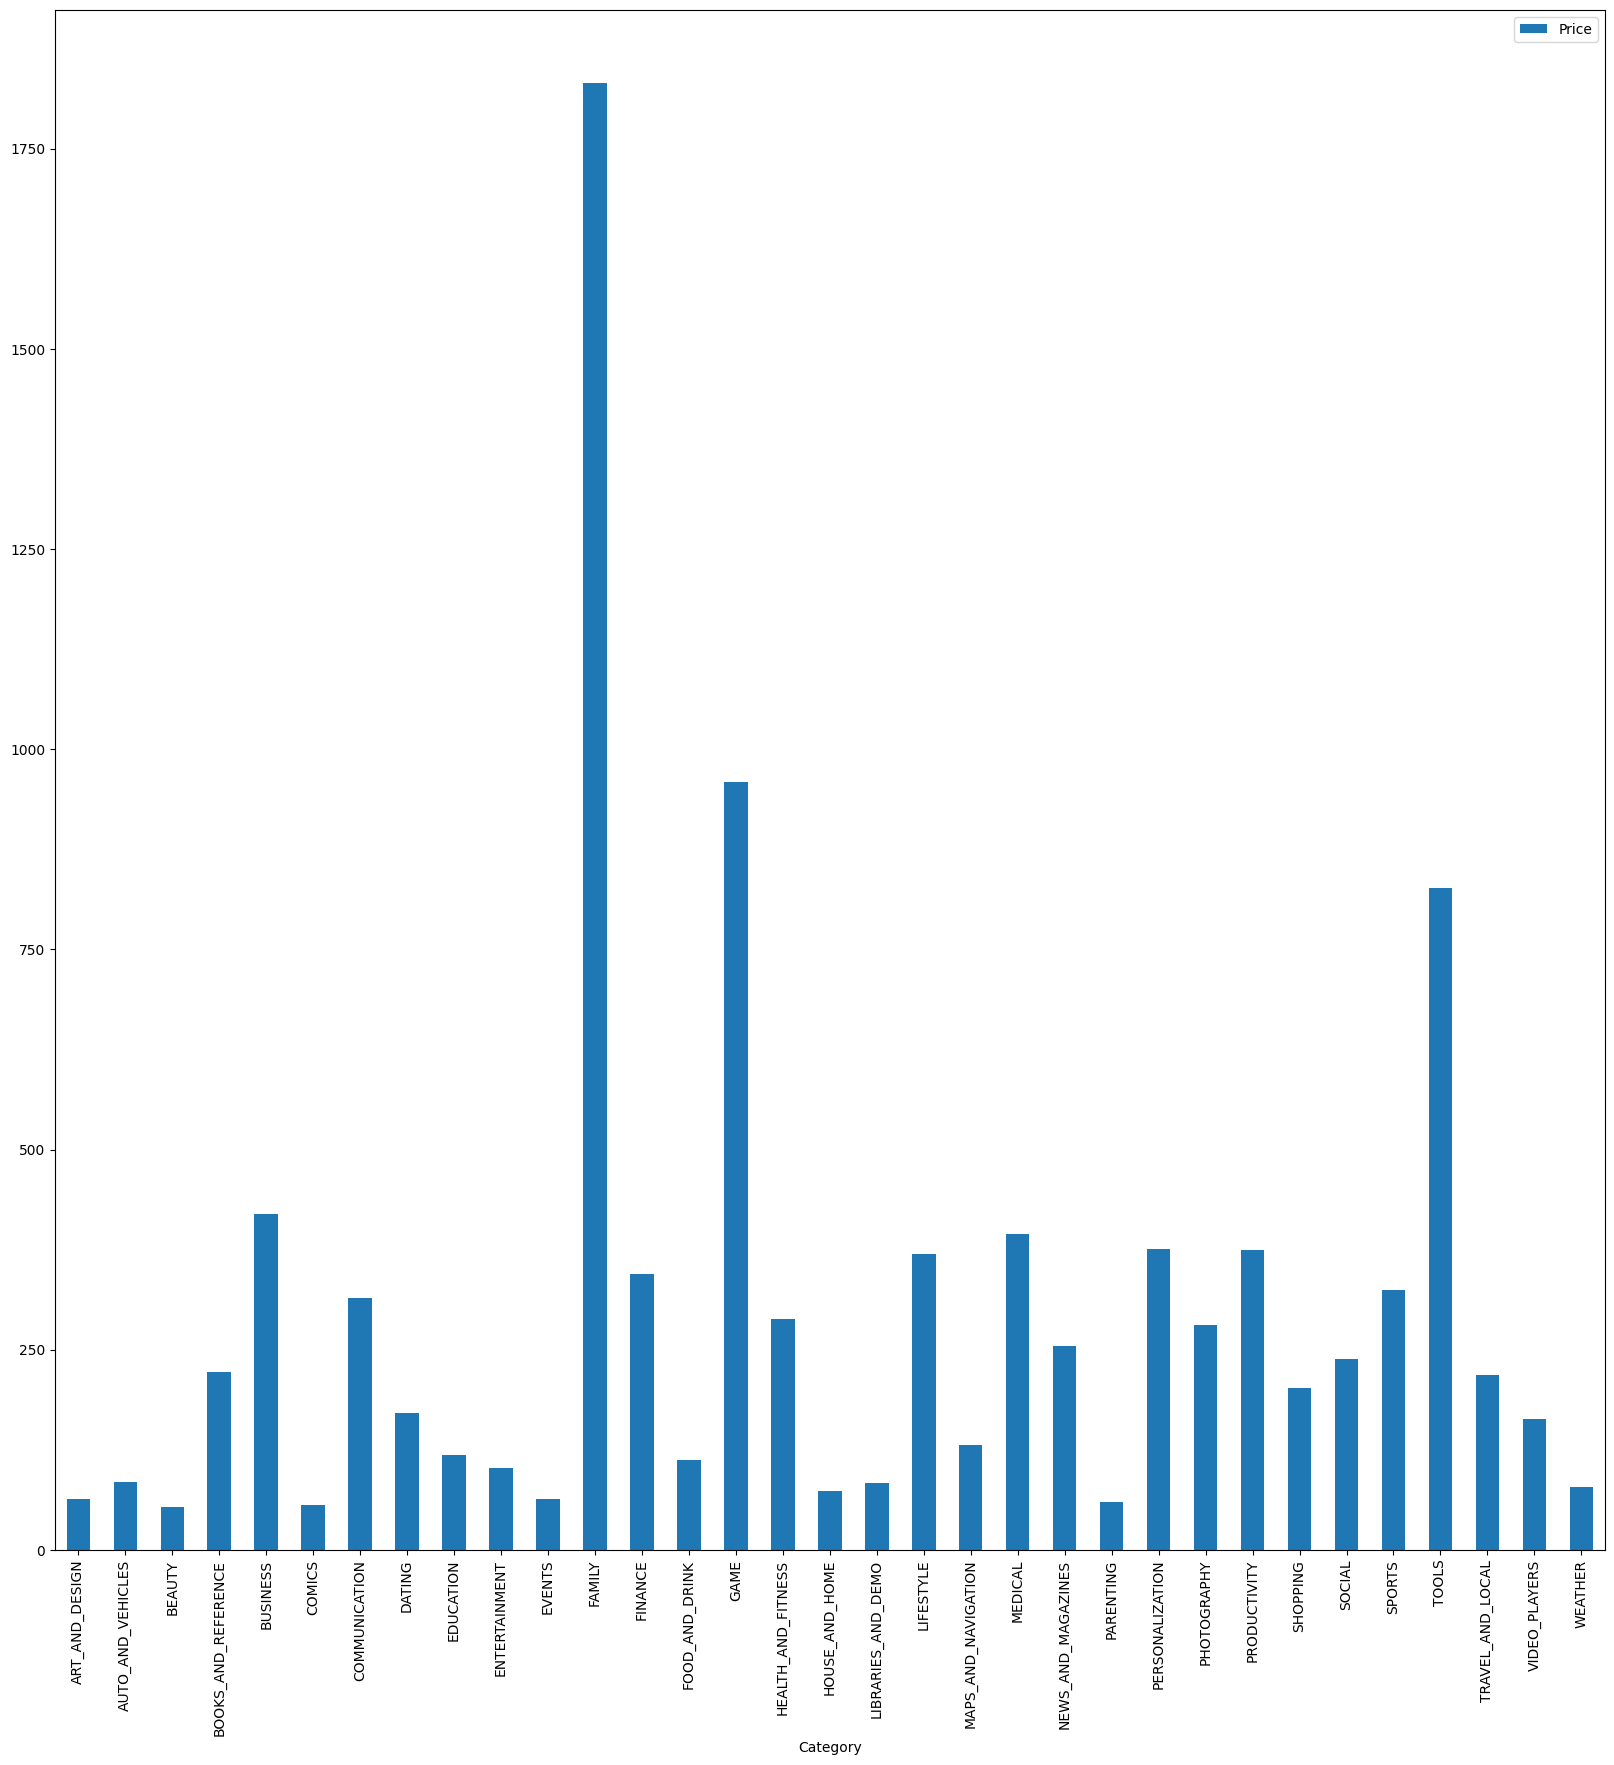 Price
1750
1500
1250
1000
750
500
250
0
ART_AND_DESIGN
AUTO_AND_VEHICLES
BEAUTY
BOOKS_AND_REFERENCE
BUSINESS
COMICS
COMMUNICATION
DATING
EDUCATION
ENTERTAINMENT
EVENTS
FAMILY
FINANCE
FOOD_AND_DRINK
GAME
HEALTH_AND_FITNESS
HOUSE_AND_HOME
LIBRARIES_AND_DEMO
LIFESTYLE
MAPS_AND_NAVIGATION
MEDICAL
NEWS_AND_MAGAZINES
PARENTING
PERSONALIZATION
PHOTOGRAPHY
PRODUCTIVITY
SHOPPING
SOCIAL
SPORTS
TOOLS
TRAVEL_AND_LOCAL
VIDEO_PLAYERS
WEATHER
Category